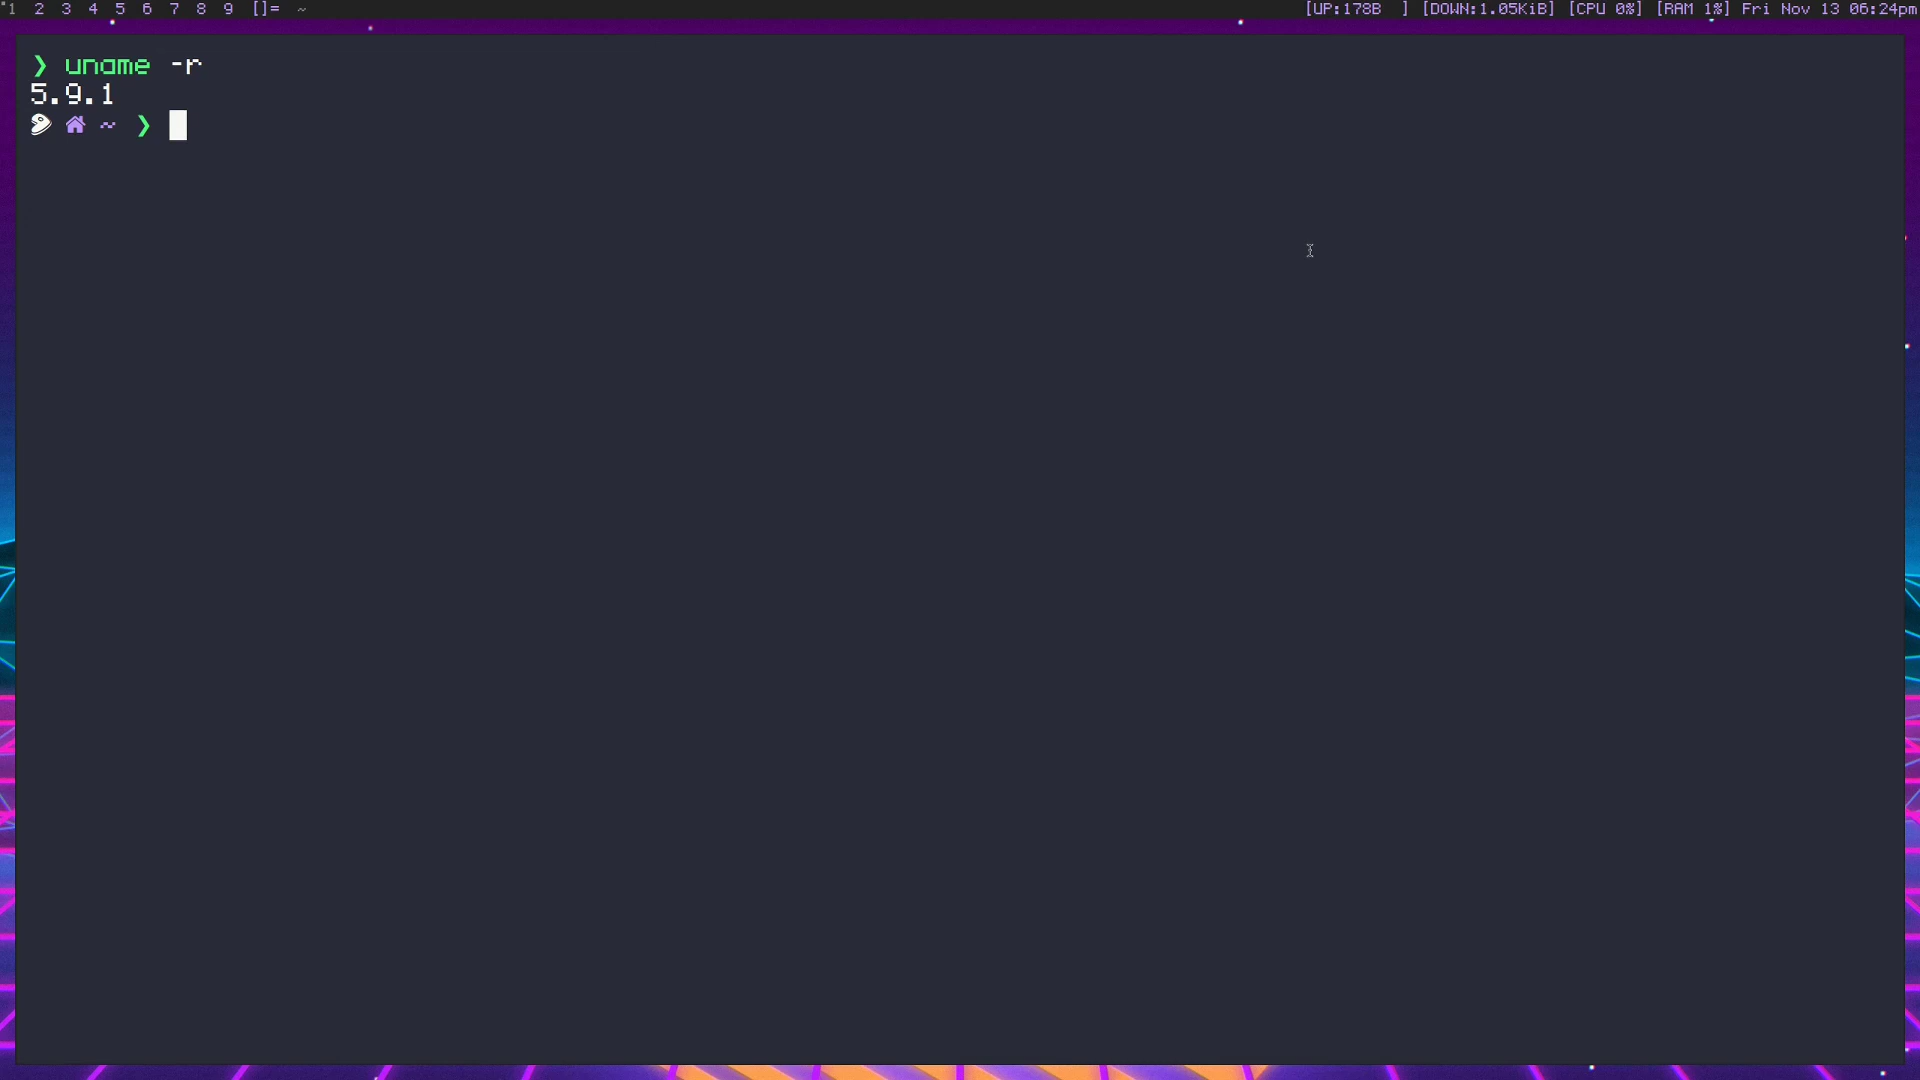 1 2 3 4 5 6 7 8 9 []= ~ [UP:178B ] [DOWN:1.05KiB] [CPU 0%] [RAM 1%] Fri Nov 13 06:24pm
❯ uname -r
5.9.1
~ ❯